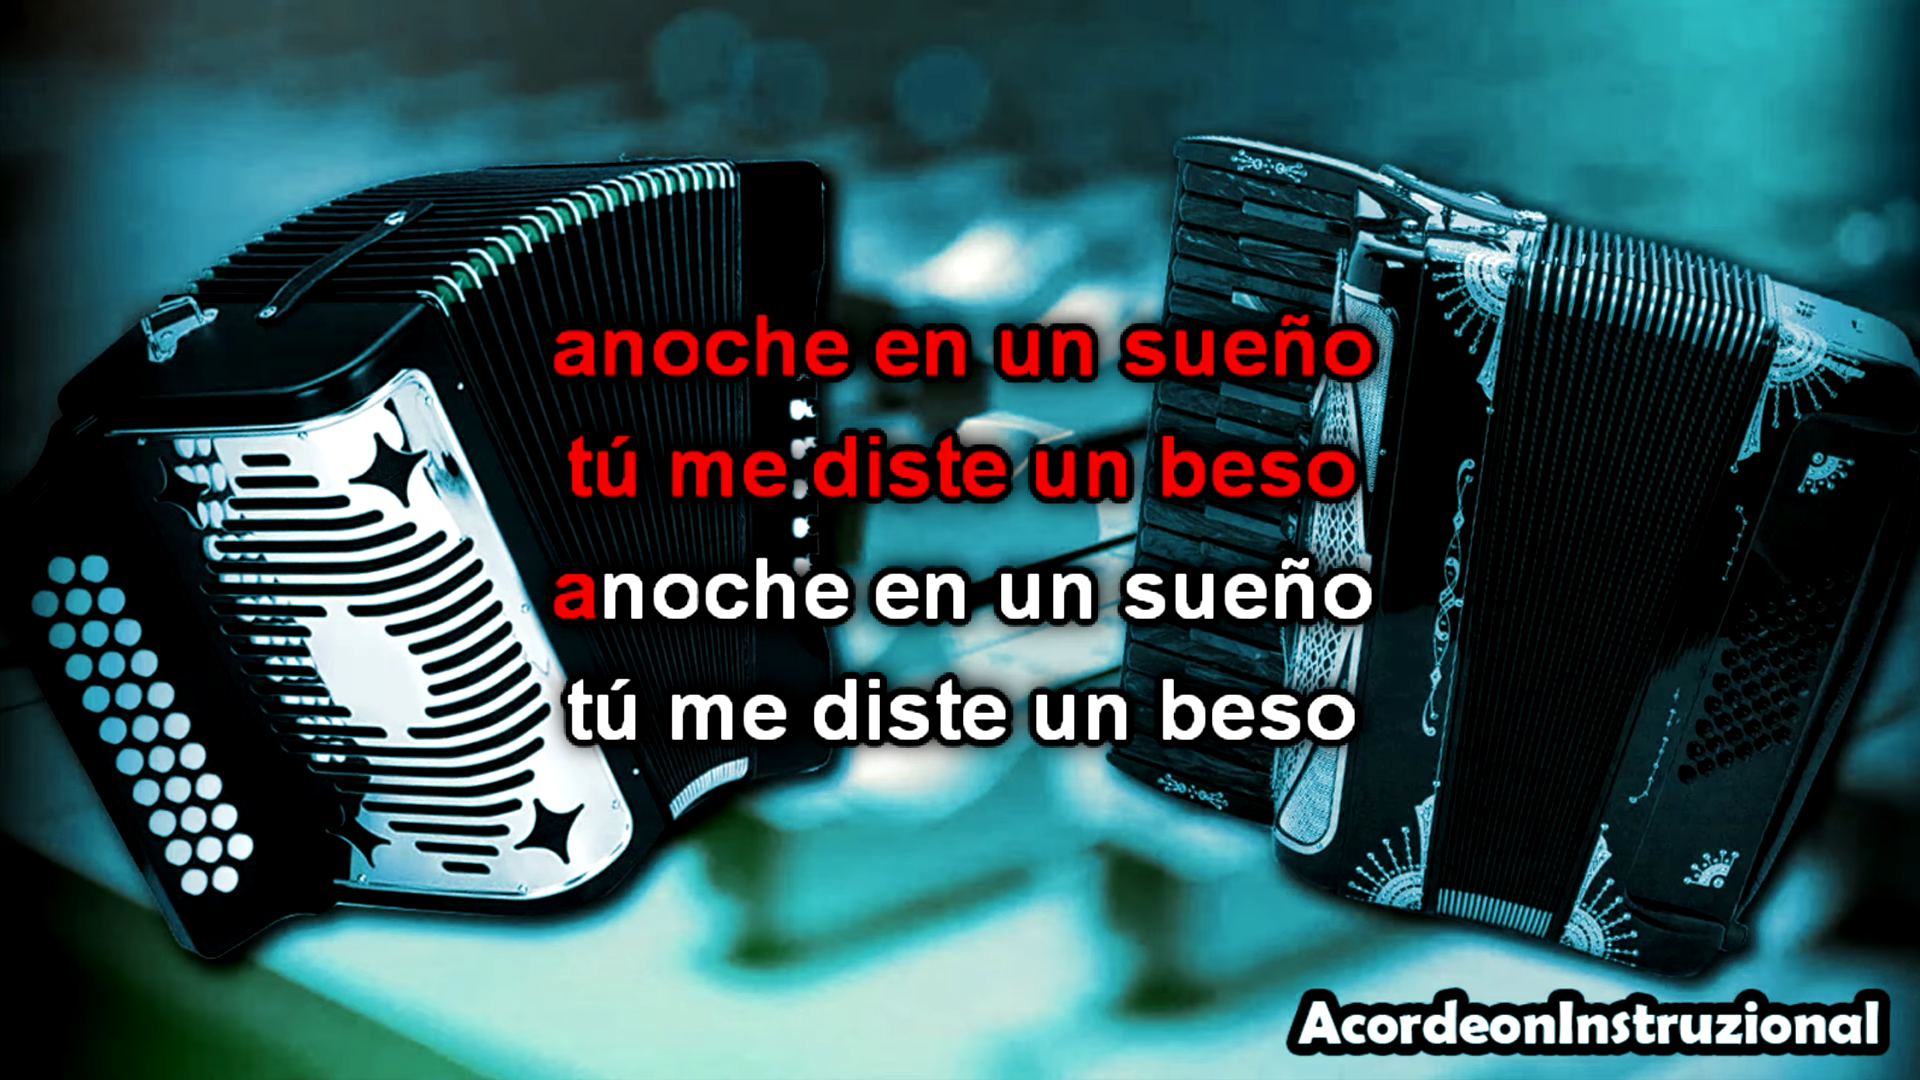 anoche en un sueño
tú me diste un beso
anoche en un sueño
tú me diste un beso
AcordeonInstruzional